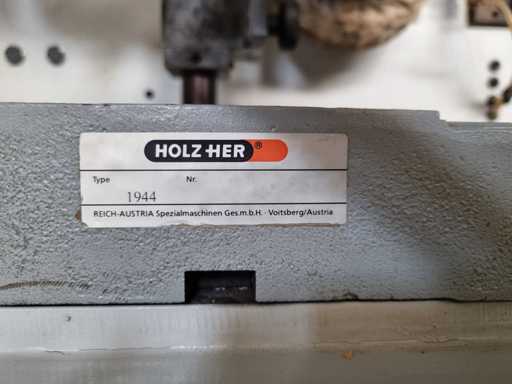 HOLZ-HER®
Type Nr.
1944
REICH-AUSTRIA Spezialmaschinen Ges.m.b.H. · Voitsberg/Austria